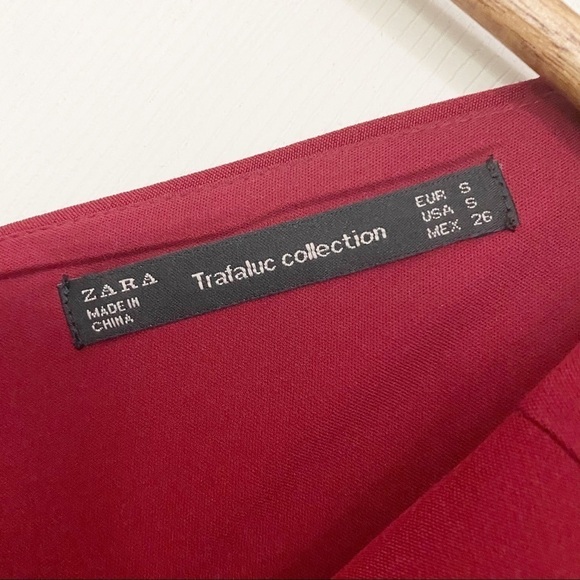 ZARA
MADE IN
CHINA
Trafaluc collection
EUR S
USA S
MEX 26